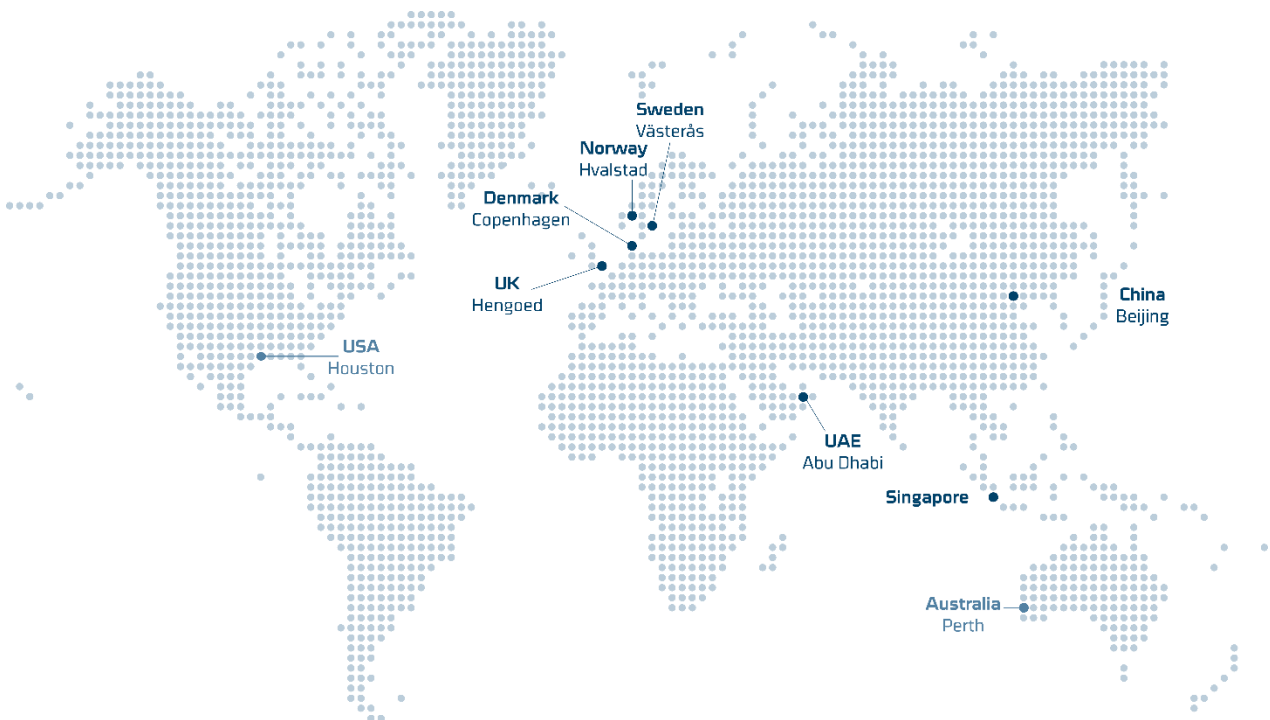 Sweden
Västerås
Norway
Hvalstad
Denmark
Copenhagen
UK
Hengoed
China
Beijing
USA
Houston
UAE
Abu Dhabi
Singapore
Australia
Perth